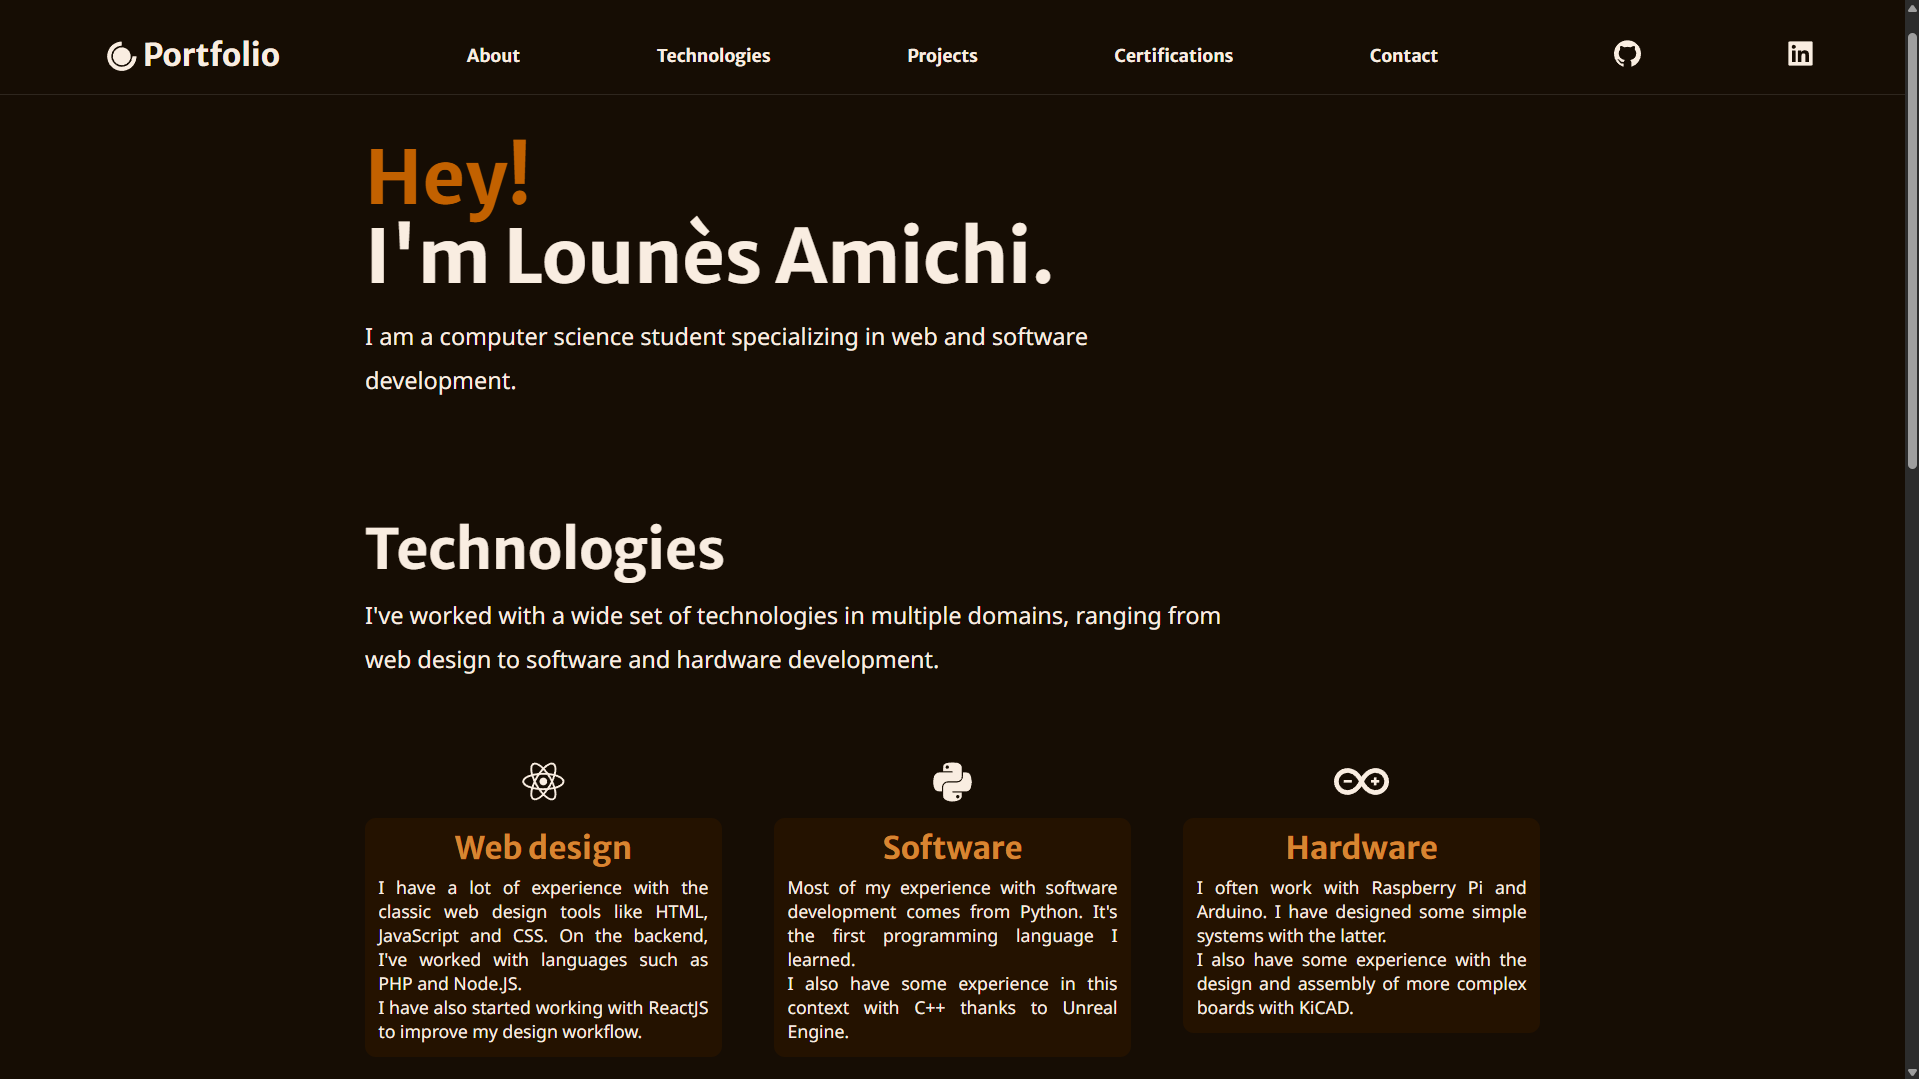 Portfolio
About
Technologies
Projects
Certifications
Contact
Hey!
I'm Lounès Amichi.
I am a computer science student specializing in web and software
development.
Technologies
I've worked with a wide set of technologies in multiple domains, ranging from
web design to software and hardware development.
Web design
I have a lot of experience with the
classic web design tools like HTML,
JavaScript and CSS. On the backend,
I've worked with languages such as
PHP and Node.JS.
I have also started working with ReactJS
to improve my design workflow.
Software
Most of my experience with software
development comes from Python. It's
the first programming language I
learned.
I also have some experience in this
context with C++ thanks to Unreal
Engine.
Hardware
I often work with Raspberry Pi and
Arduino. I have designed some simple
systems with the latter.
I also have some experience with the
design and assembly of more complex
boards with KiCAD.